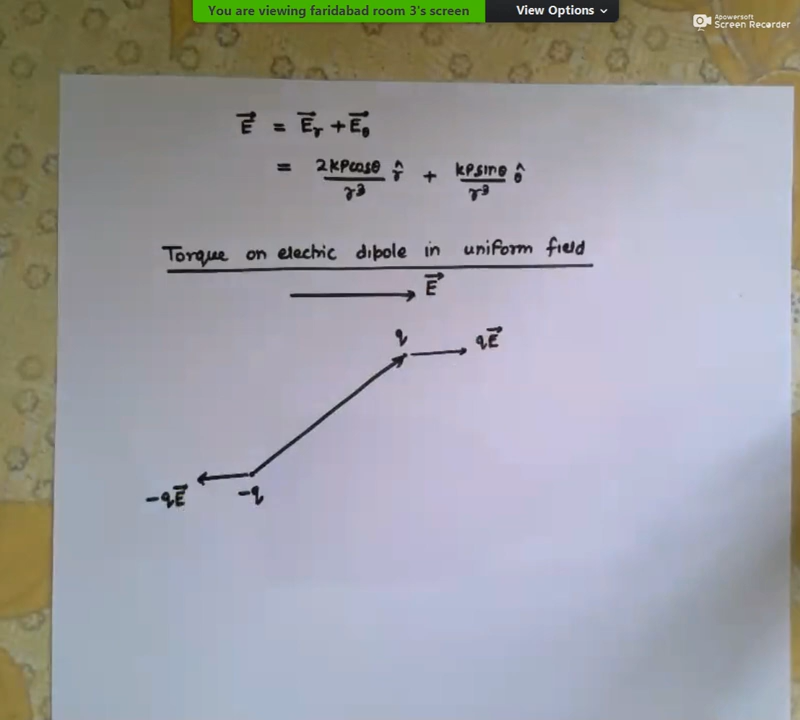 You are viewing faridabad room 3's screen
View Options
Apowersoft
Screen Recorder
E⃗ = E⃗r + E⃗θ
= 2kPcosθ/r³ r̂ + kPsinθ/r³ θ̂
Torque on electric dipole in uniform field
E⃗
q
qE⃗
-qE⃗
-q